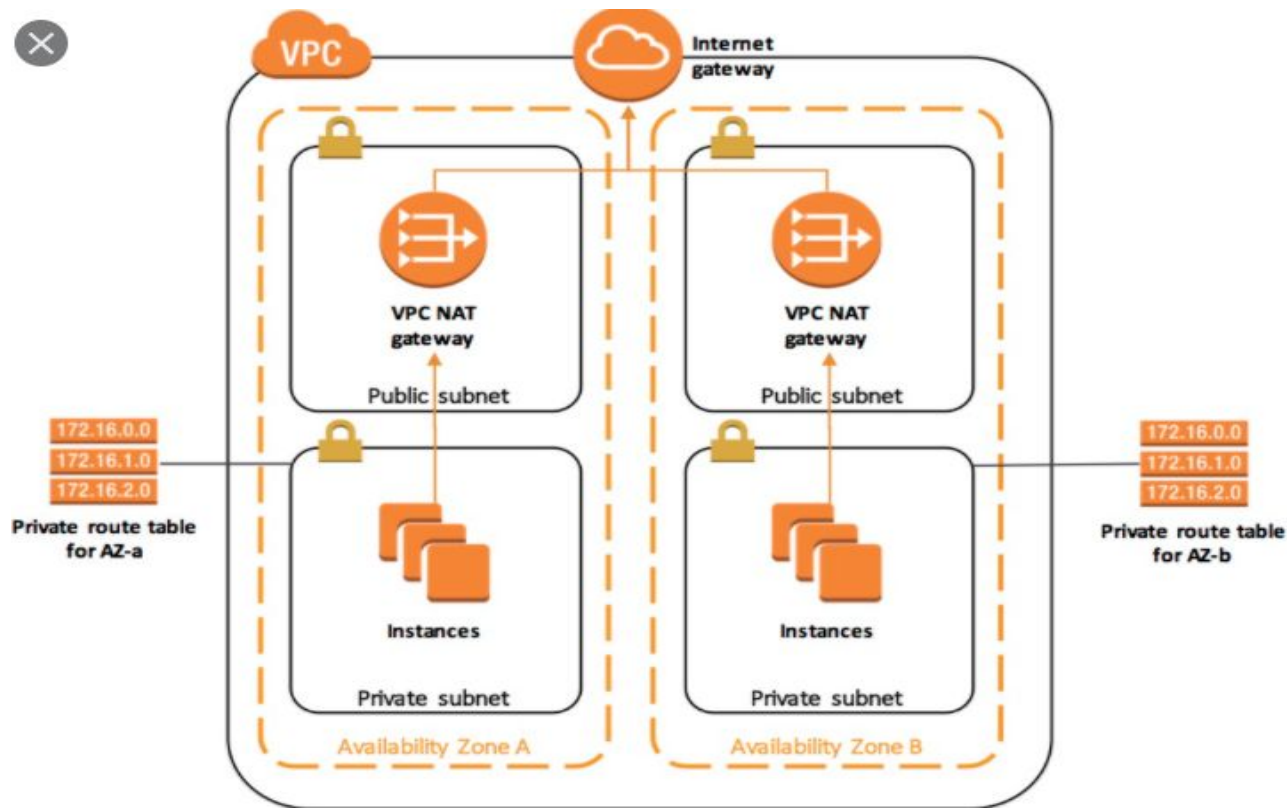 VPC
Internet
gateway
VPC NAT
gateway
Public subnet
VPC NAT
gateway
Public subnet
172.16.0.0
172.16.1.0
172.16.2.0
Private route table
for AZ-a
172.16.0.0
172.16.1.0
172.16.2.0
Private route table
for AZ-b
Instances
Private subnet
Instances
Private subnet
Availability Zone A
Availability Zone B